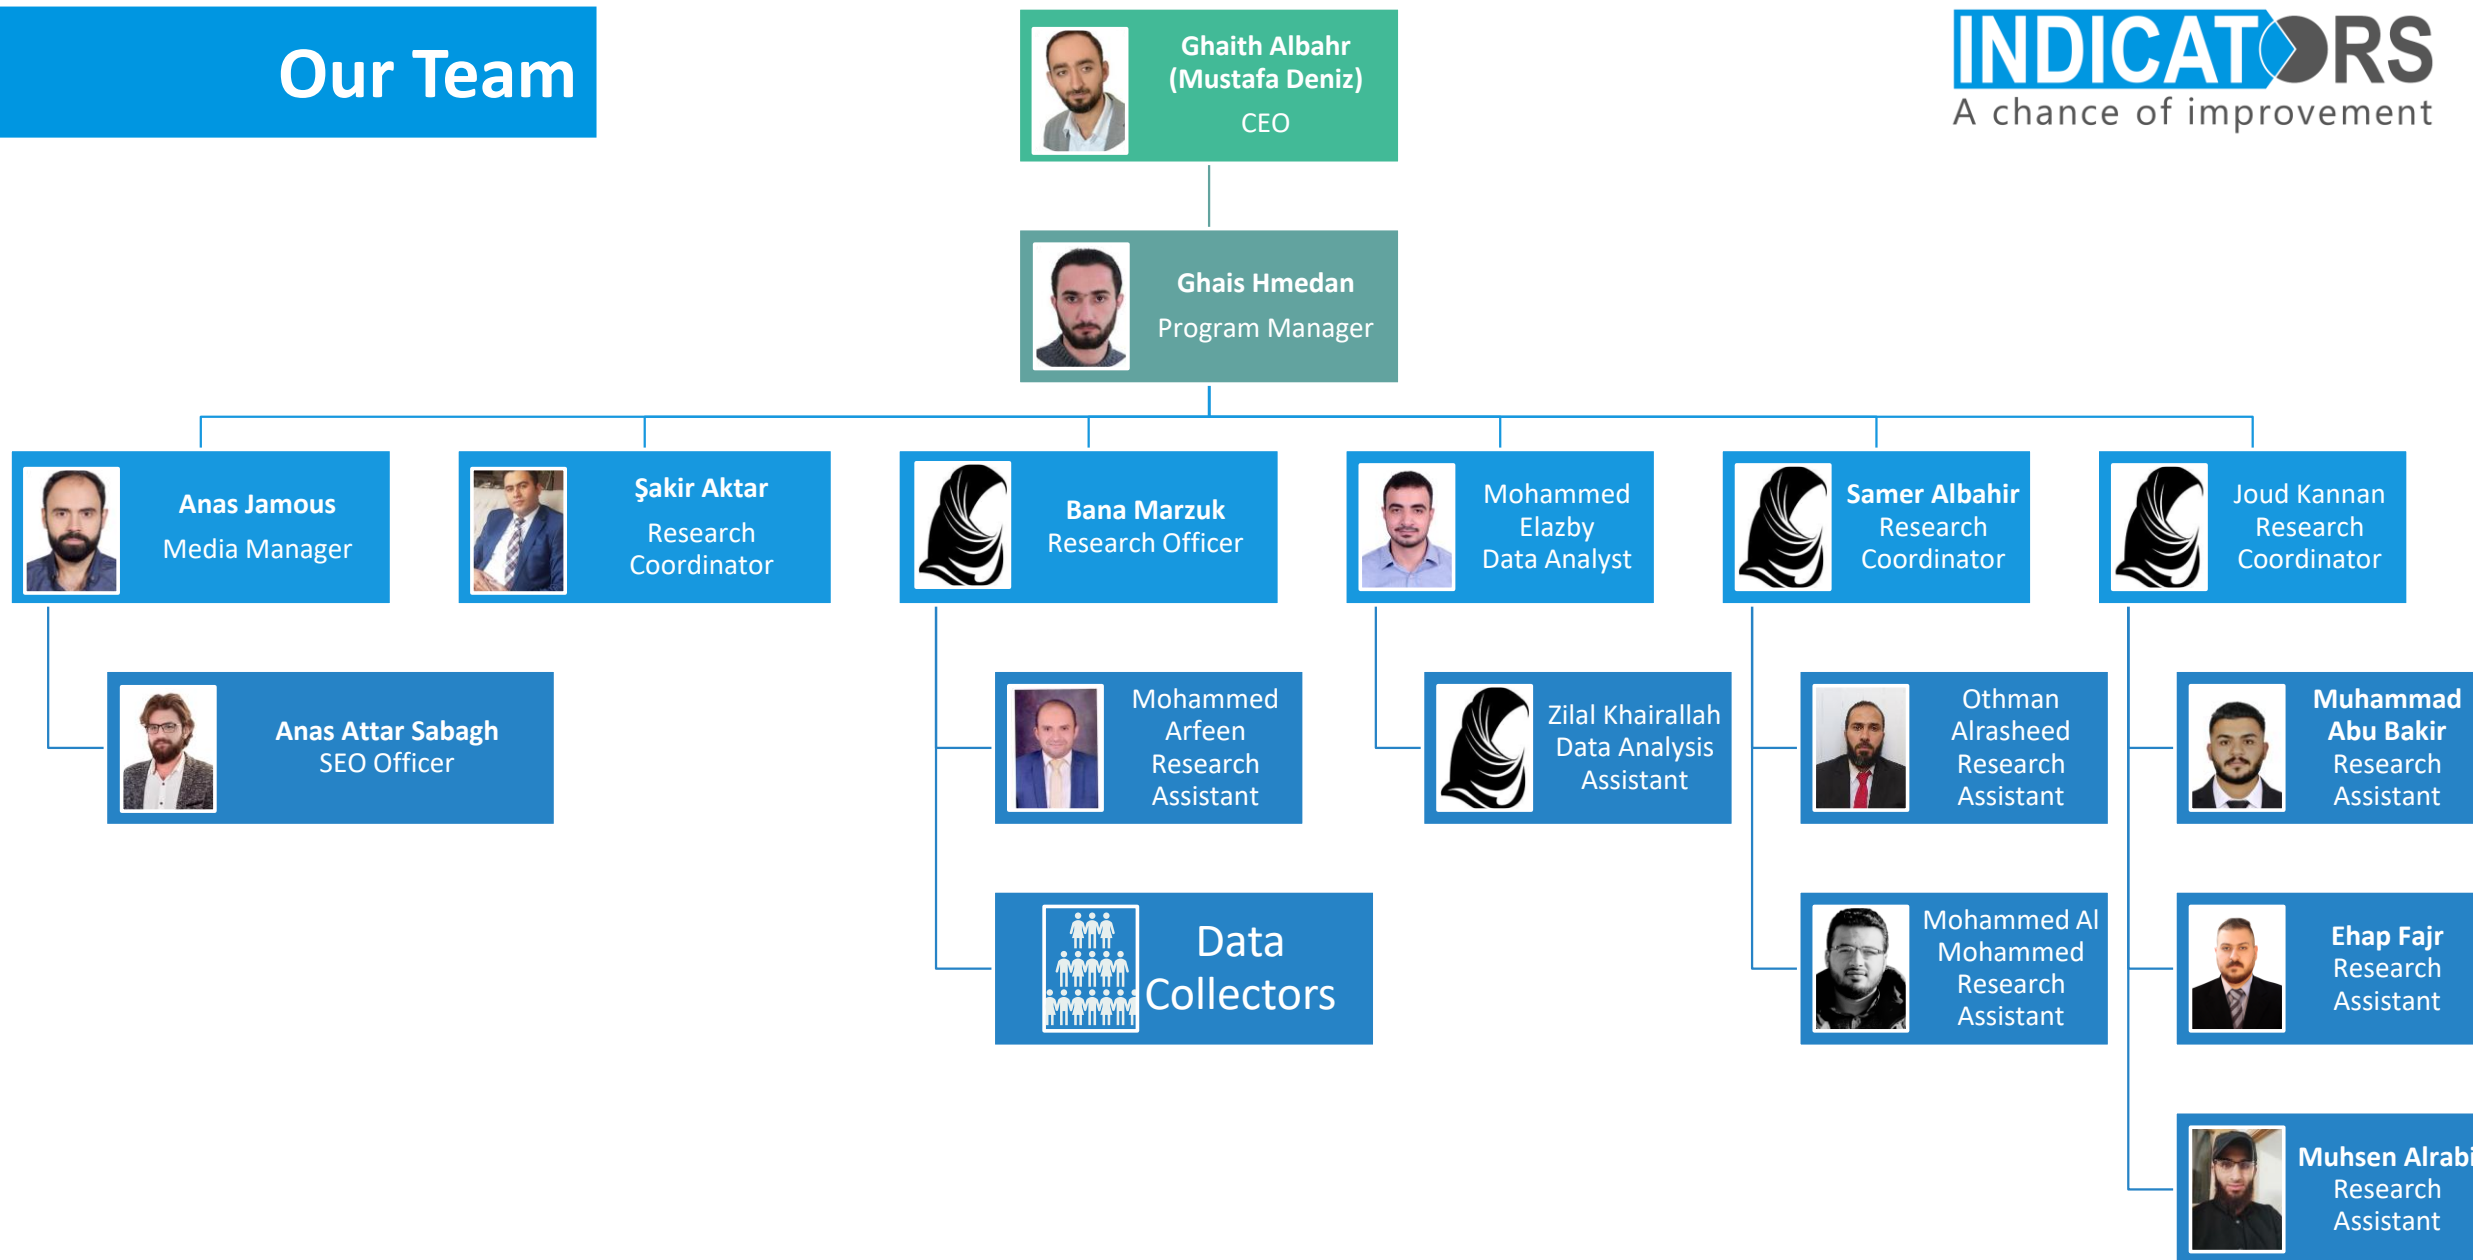 Our Team
Ghaith Albahr
(Mustafa Deniz)
CEO
INDICATORS
A chance of improvement
Ghais Hmedan
Program Manager
Anas Jamous
Media Manager
Şakir Aktar
Research
Coordinator
Bana Marzuk
Research Officer
Mohammed
Elazby
Data Analyst
Samer Albahir
Research
Coordinator
Joud Kannan
Research
Coordinator
Anas Attar Sabagh
SEO Officer
Mohammed
Arfeen
Research
Assistant
Zilal Khairallah
Data Analysis
Assistant
Othman
Alrasheed
Research
Assistant
Muhammad
Abu Bakir
Research
Assistant
Data
Collectors
Mohammed Al
Mohammed
Research
Assistant
Ehap Fajr
Research
Assistant
Muhsen Alrabi
Research
Assistant